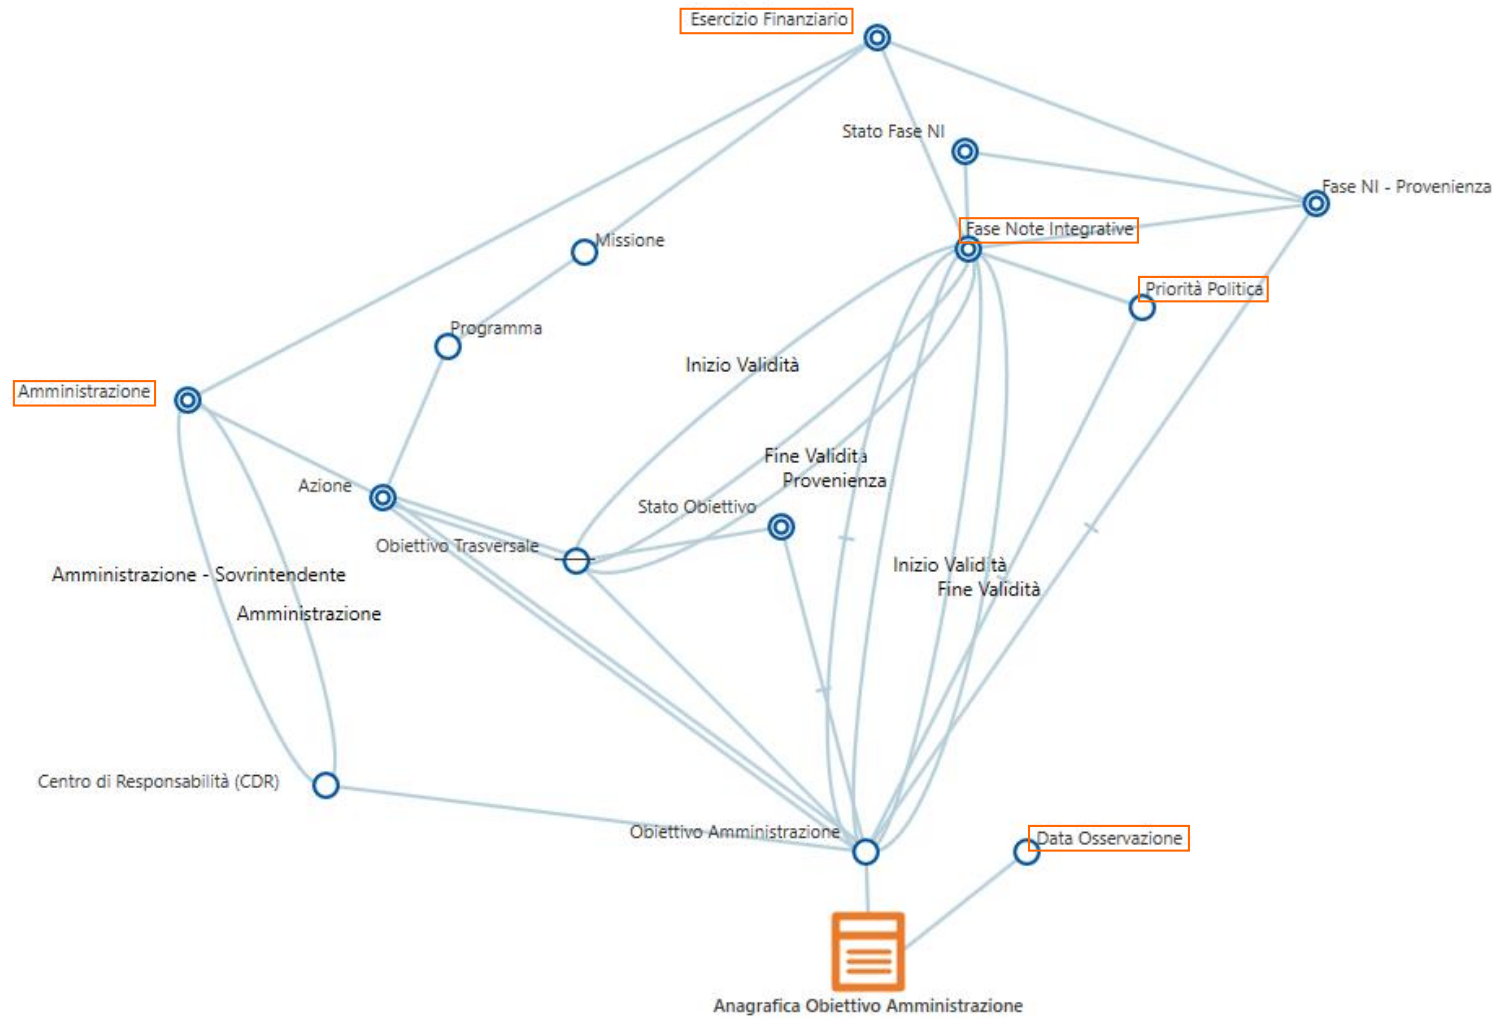 Esercizio Finanziario
Stato Fase NI
Fase NI - Provenienza
Fase Note Integrative
Missione
Priorità Politica
Programma
Inizio Validità
Amministrazione
Fine Validità
Provenienza
Azione
Stato Obiettivo
Obiettivo Trasversale
Inizio Validità
Amministrazione - Sovrintendente
Fine Validità
Amministrazione
Centro di Responsabilità (CDR)
Obiettivo Amministrazione
Data Osservazione
Anagrafica Obiettivo Amministrazione